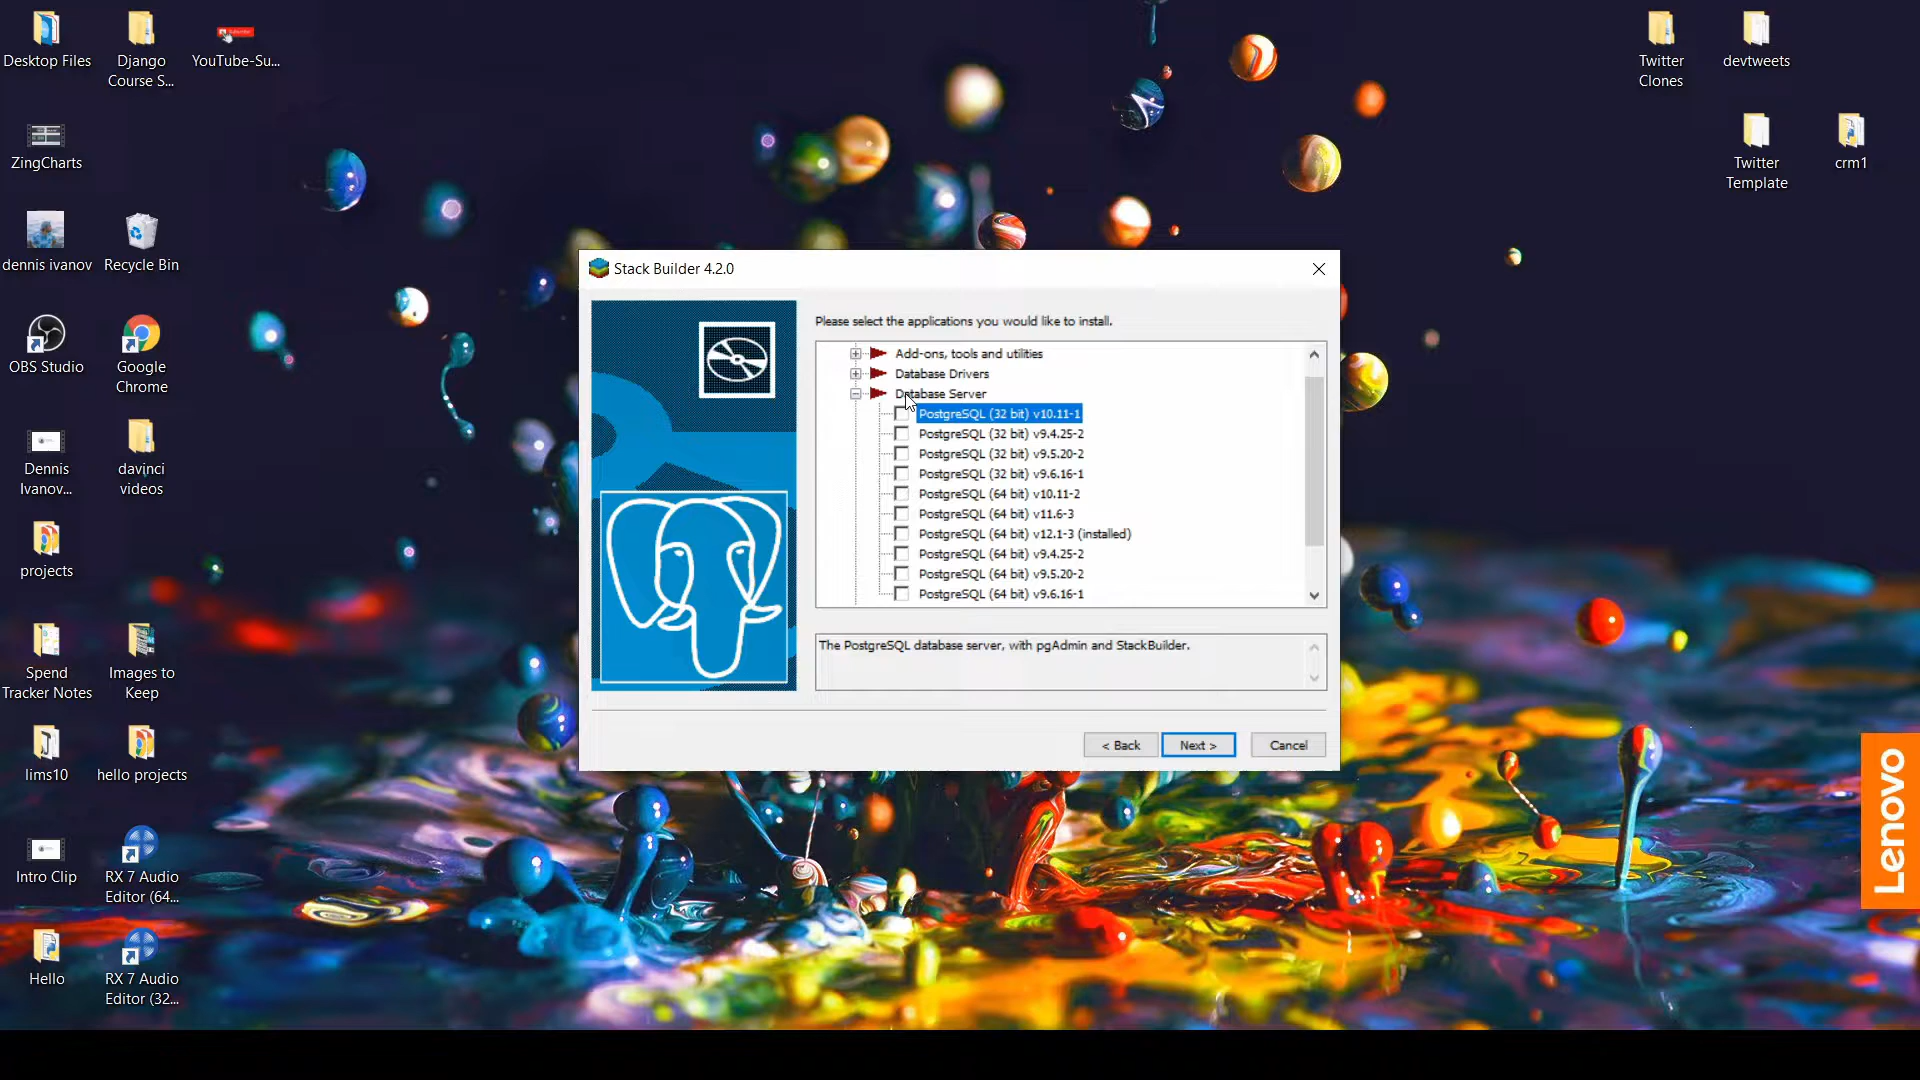 Desktop Files
Django
Course S...
YouTube-Su...
Twitter
Clones
devtweets
ZingCharts
Twitter
Template
crm1
dennis ivanov
Recycle Bin
OBS Studio
Google
Chrome
Dennis
Ivanov...
davinci
videos
projects
Spend
Tracker Notes
Images to
Keep
lims10
hello projects
Intro Clip
RX 7 Audio
Editor (64...
Hello
RX 7 Audio
Editor (32...
Stack Builder 4.2.0
Please select the applications you would like to install.
Add-ons, tools and utilities
Database Drivers
Database Server
PostgreSQL (32 bit) v10.11-1
PostgreSQL (32 bit) v9.4.25-2
PostgreSQL (32 bit) v9.5.20-2
PostgreSQL (32 bit) v9.6.16-1
PostgreSQL (64 bit) v10.11-2
PostgreSQL (64 bit) v11.6-3
PostgreSQL (64 bit) v12.1-3 (installed)
PostgreSQL (64 bit) v9.4.25-2
PostgreSQL (64 bit) v9.5.20-2
PostgreSQL (64 bit) v9.6.16-1
The PostgreSQL database server, with pgAdmin and StackBuilder.
< Back
Next >
Cancel
Lenovo